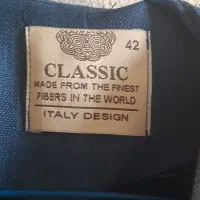 42
CLASSIC
MADE FROM THE FINEST
FIBERS IN THE WORLD
ITALY DESIGN